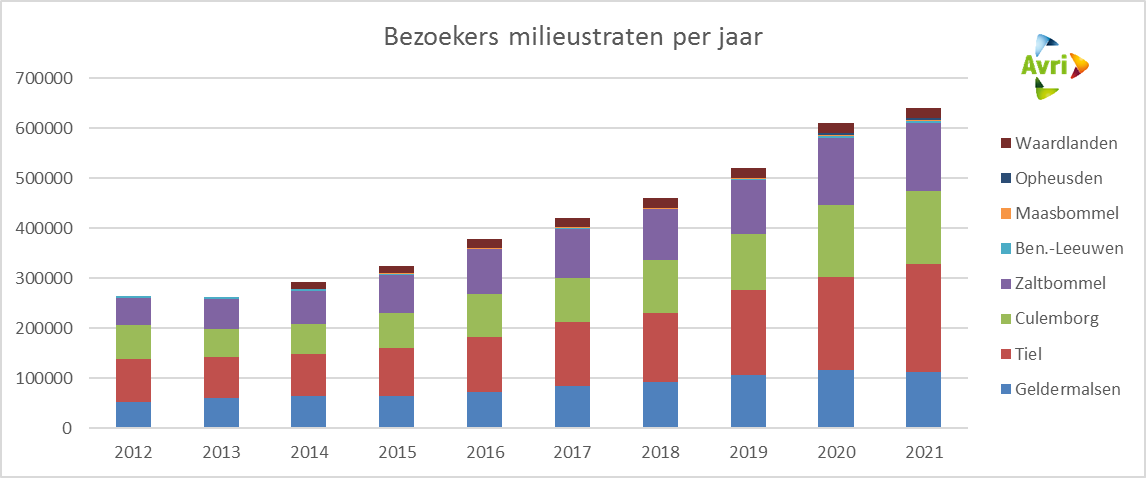 Bezoekers milieustraten per jaar
Avri
700000
600000
500000
400000
300000
200000
100000
0
2012 2013 2014 2015 2016 2017 2018 2019 2020 2021
Waardlanden
Opheusden
Maasbommel
Ben.-Leeuwen
Zaltbommel
Culemborg
Tiel
Geldermalsen